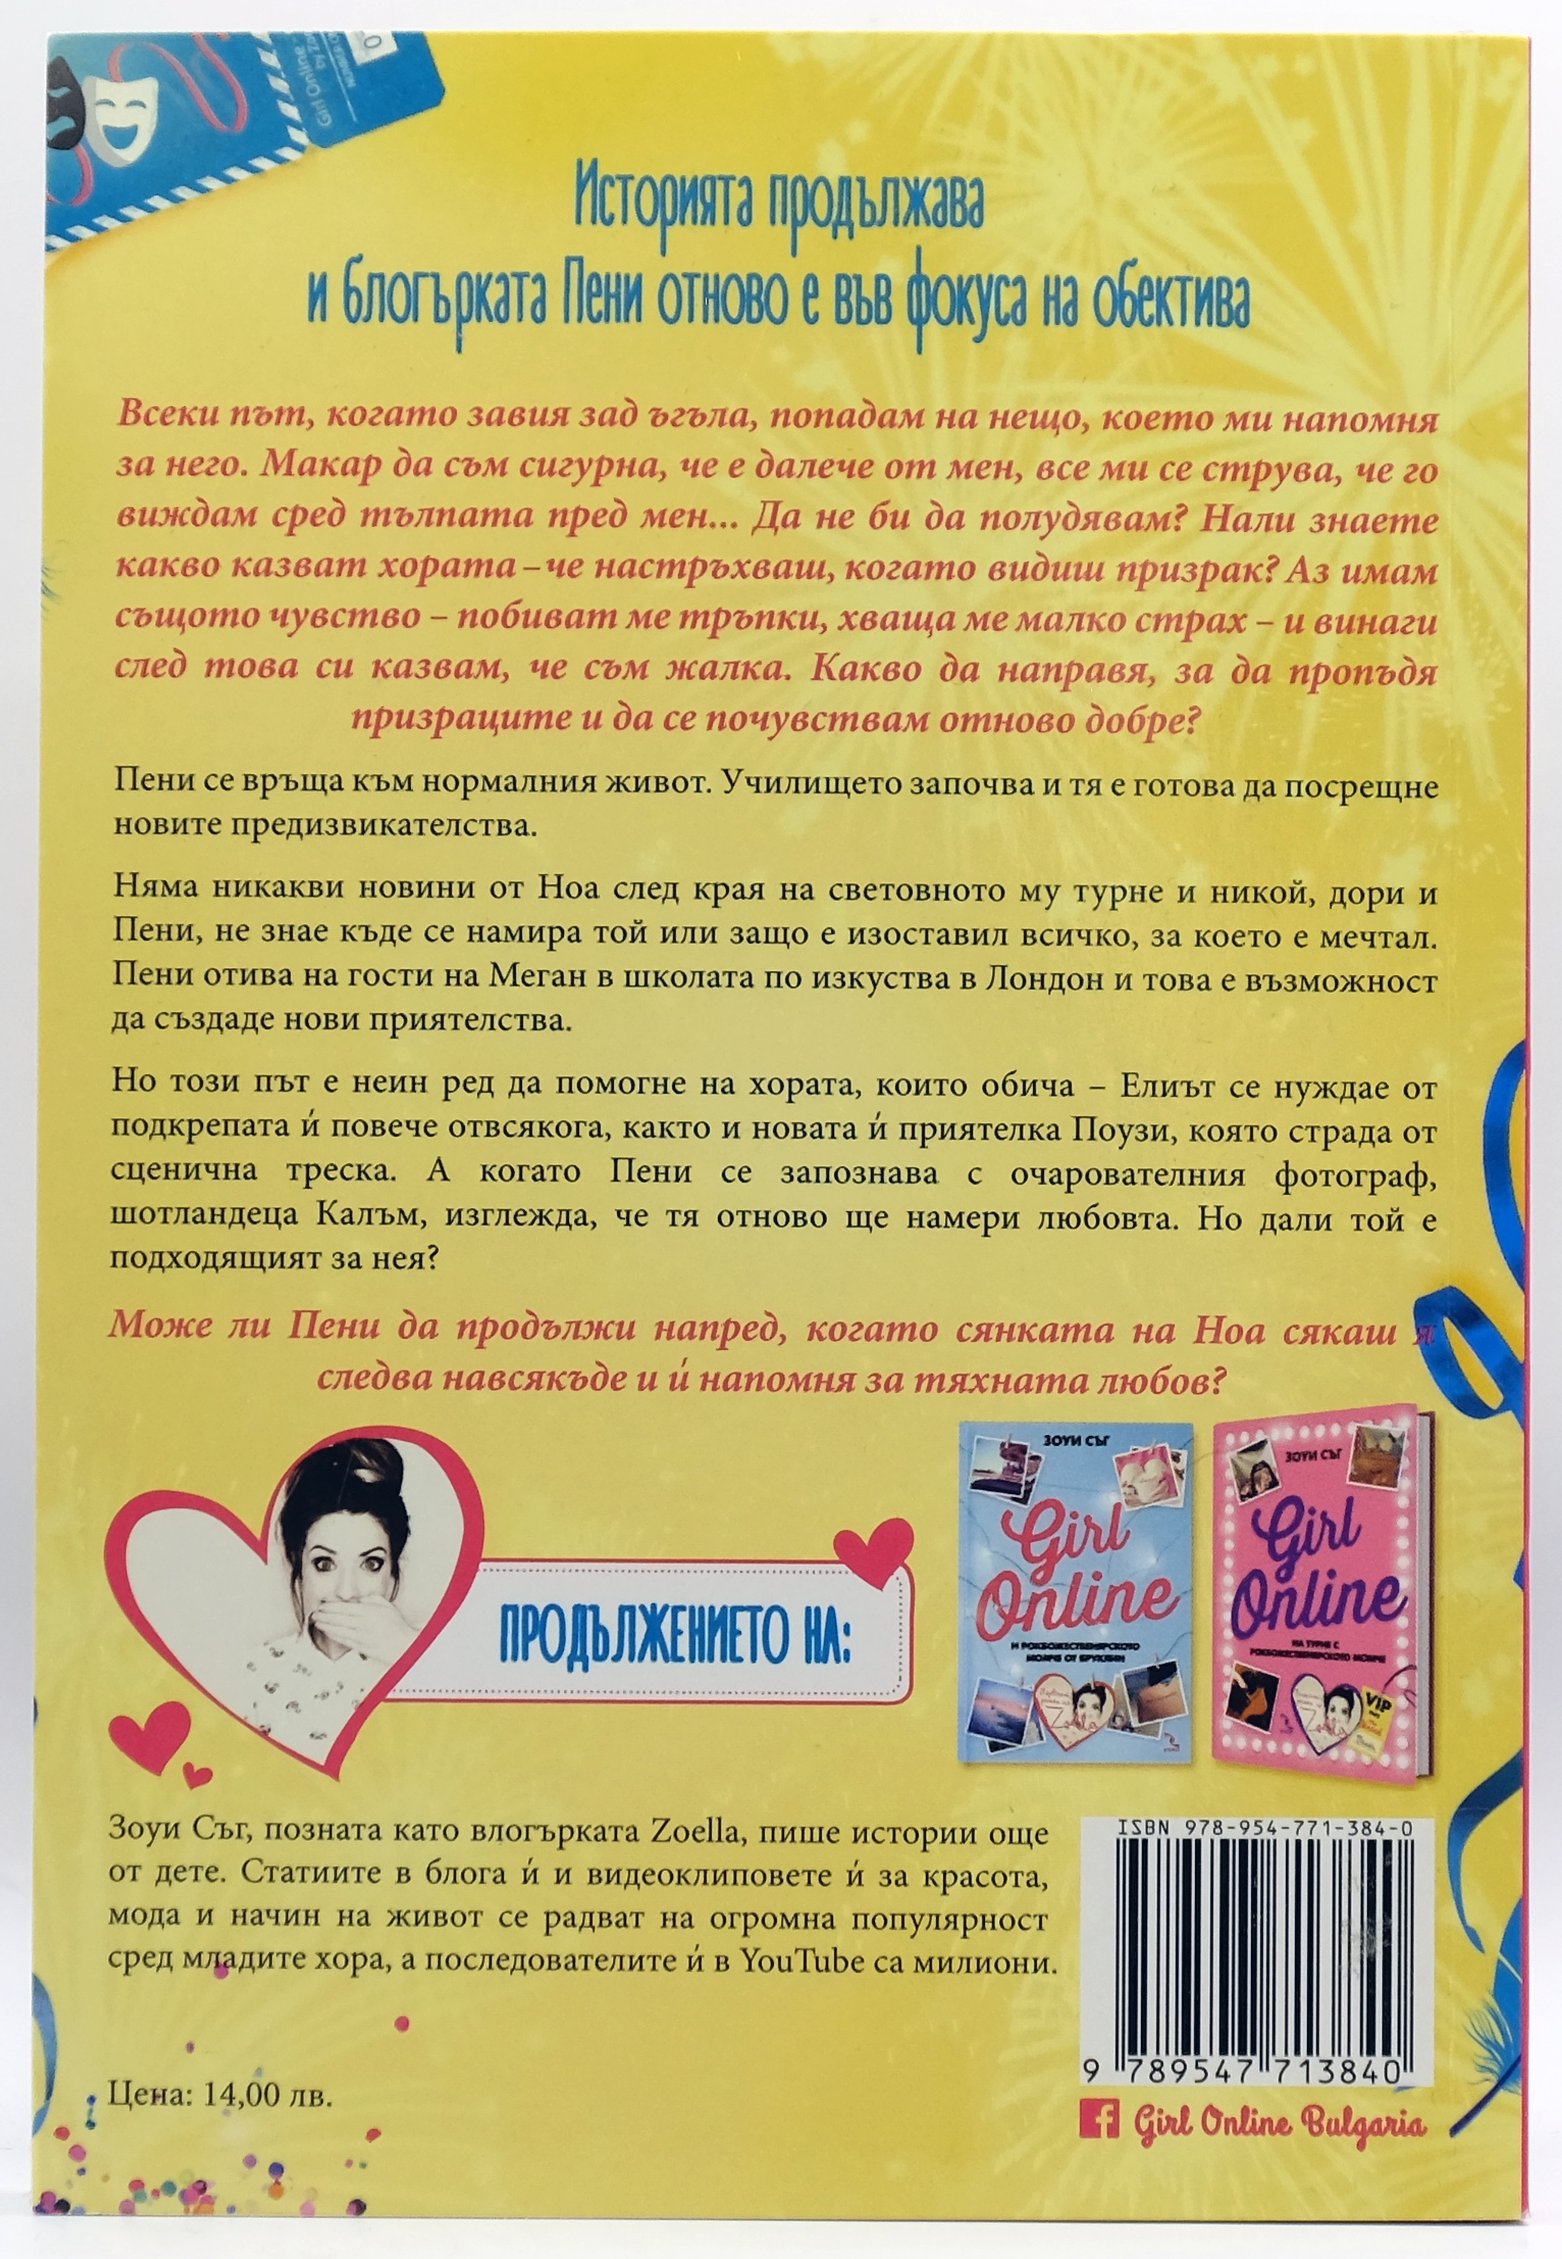 Girl Online
by Zo
Историята продължава
и блогърката Пени отново е във фокуса на обектива
Всеки път, когато завия зад ъгъла, попадам на нещо, което ми напомня
за него. Макар да съм сигурна, че е далече от мен, все ми се струва, че го
виждам сред тълпата пред мен... Да не би да полудявам? Нали знаете
какво казват хората – че настръхваш, когато видиш призрак? Аз имам
същото чувство – побиват ме тръпки, хваща ме малко страх – и винаги
след това си казвам, че съм жалка. Какво да направя, за да пропъдя
призраците и да се почувствам отново добре?
Пени се връща към нормалния живот. Училището започва и тя е готова да посрещне
новите предизвикателства.
Няма никакви новини от Ноа след края на световното му турне и никой, дори и
Пени, не знае къде се намира той или защо е изоставил всичко, за което е мечтал.
Пени отива на гости на Меган в школата по изкуства в Лондон и това е възможност
да създаде нови приятелства.
Но този път е неин ред да помогне на хората, които обича – Елиът се нуждае от
подкрепата ѝ повече отвсякога, както и новата ѝ приятелка Поузи, която страда от
сценична треска. А когато Пени се запознава с очарователния фотограф,
шотландеца Калъм, изглежда, че тя отново ще намери любовта. Но дали той е
подходящият за нея?
Може ли Пени да продължи напред, когато сянката на Ноа сякаш я
следва навсякъде и ѝ напомня за тяхната любов?
ПРОДЪЛЖЕНИЕТО НА:
ЗОУИ СЪГ
Girl
Online
И РОКБОЖЕСТВЕНЯРСКОТО
МОМЧЕ ОТ БРУКЛИН
Zoella
ЗОУИ СЪГ
Girl
Online
НА ТУРНЕ С
РОКБОЖЕСТВЕНЯРСКОТО МОМЧЕ
Zoella
VIP
Зоуи Съг, позната като влогърката Zoella, пише истории още
от дете. Статиите в блога ѝ и видеоклиповете ѝ за красота,
мода и начин на живот се радват на огромна популярност
сред младите хора, а последователите ѝ в YouTube са милиони.
Цена: 14,00 лв.
ISBN 978-954-771-384-0
9 789547 713840
f Girl Online Bulgaria